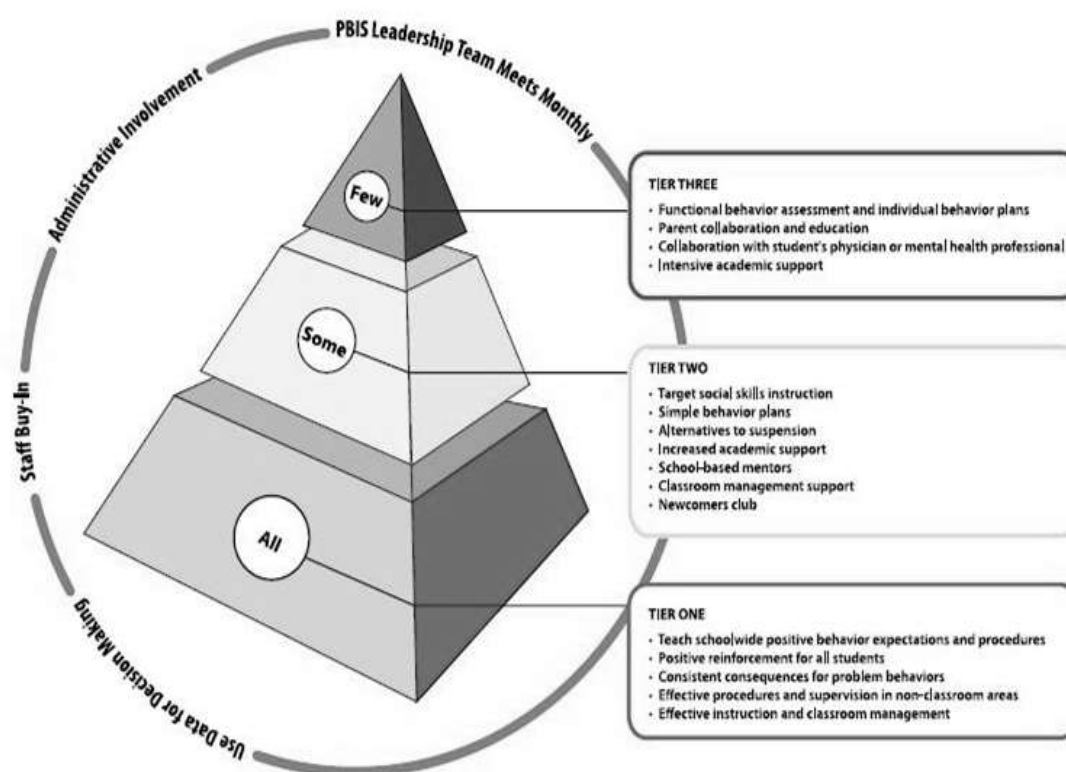 PBIS Leadership Team Meets Monthly
Administrative Involvement
Staff Buy-In
Use Data for Decision Making
Few
Some
All
TIER THREE
• Functional behavior assessment and individual behavior plans
• Parent collaboration and education
• Collaboration with student's physician or mental health professional
• Intensive academic support
TIER TWO
• Target social skills instruction
• Simple behavior plans
• Alternatives to suspension
• Increased academic support
• School-based mentors
• Classroom management support
• Newcomers club
TIER ONE
• Teach schoolwide positive behavior expectations and procedures
• Positive reinforcement for all students
• Consistent consequences for problem behaviors
• Effective procedures and supervision in non-classroom areas
• Effective instruction and classroom management